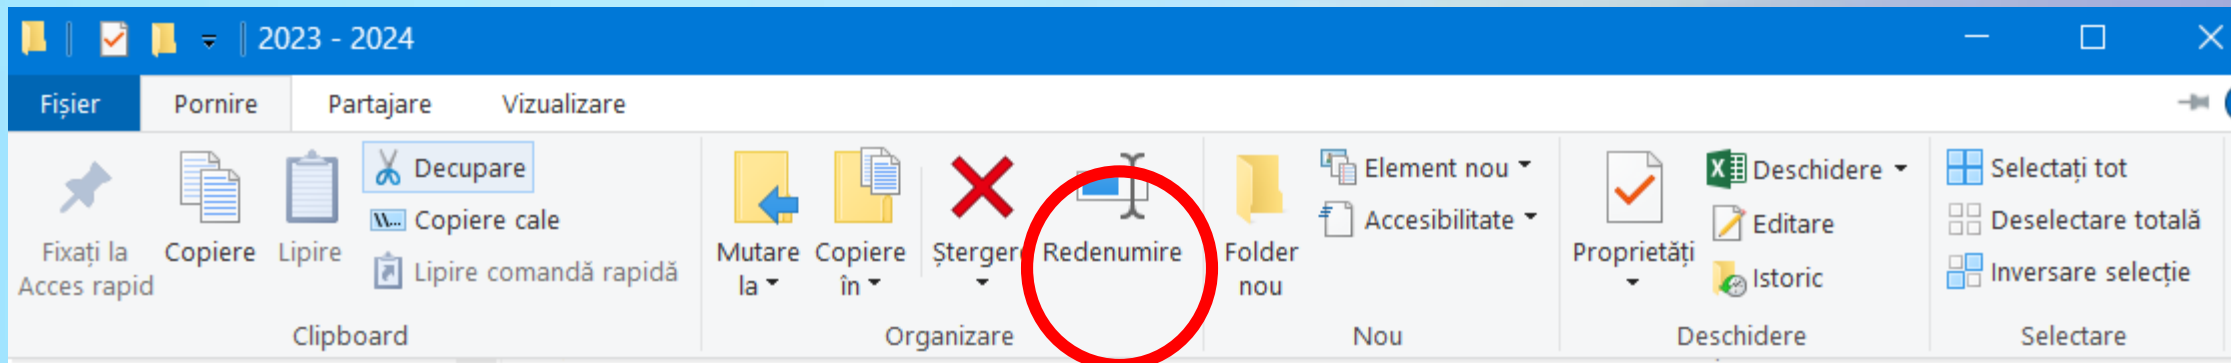 2023 - 2024
Fișier Pornire Partajare Vizualizare
Fixați la
Acces rapid
Copiere
Lipire
Decupare
Copiere cale
Lipire comandă rapidă
Clipboard
Mutare
la
Copiere
în
Ștergere
Redenumire
Organizare
Folder
nou
Element nou
Accesibilitate
Nou
Proprietăți
Deschidere
Editare
Istoric
Deschidere
Selectați tot
Deselectare totală
Inversare selecție
Selectare